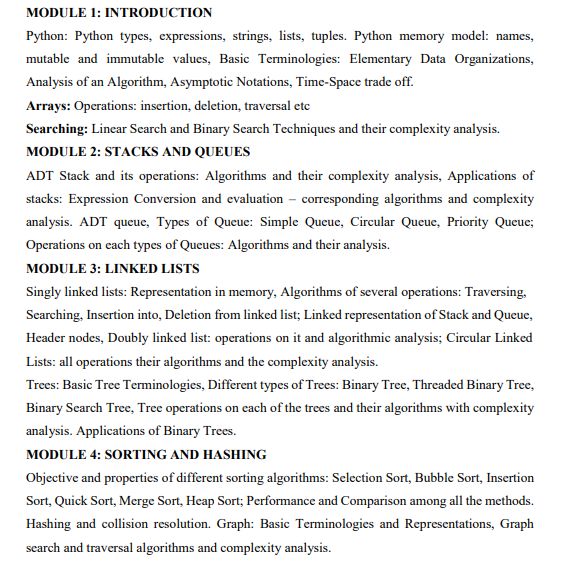 MODULE 1: INTRODUCTION
Python: Python types, expressions, strings, lists, tuples. Python memory model: names,
mutable and immutable values, Basic Terminologies: Elementary Data Organizations,
Analysis of an Algorithm, Asymptotic Notations, Time-Space trade off.
Arrays: Operations: insertion, deletion, traversal etc
Searching: Linear Search and Binary Search Techniques and their complexity analysis.
MODULE 2: STACKS AND QUEUES
ADT Stack and its operations: Algorithms and their complexity analysis, Applications of
stacks: Expression Conversion and evaluation – corresponding algorithms and complexity
analysis. ADT queue, Types of Queue: Simple Queue, Circular Queue, Priority Queue;
Operations on each types of Queues: Algorithms and their analysis.
MODULE 3: LINKED LISTS
Singly linked lists: Representation in memory, Algorithms of several operations: Traversing,
Searching, Insertion into, Deletion from linked list; Linked representation of Stack and Queue,
Header nodes, Doubly linked list: operations on it and algorithmic analysis; Circular Linked
Lists: all operations their algorithms and the complexity analysis.
Trees: Basic Tree Terminologies, Different types of Trees: Binary Tree, Threaded Binary Tree,
Binary Search Tree, Tree operations on each of the trees and their algorithms with complexity
analysis. Applications of Binary Trees.
MODULE 4: SORTING AND HASHING
Objective and properties of different sorting algorithms: Selection Sort, Bubble Sort, Insertion
Sort, Quick Sort, Merge Sort, Heap Sort; Performance and Comparison among all the methods.
Hashing and collision resolution. Graph: Basic Terminologies and Representations, Graph
search and traversal algorithms and complexity analysis.